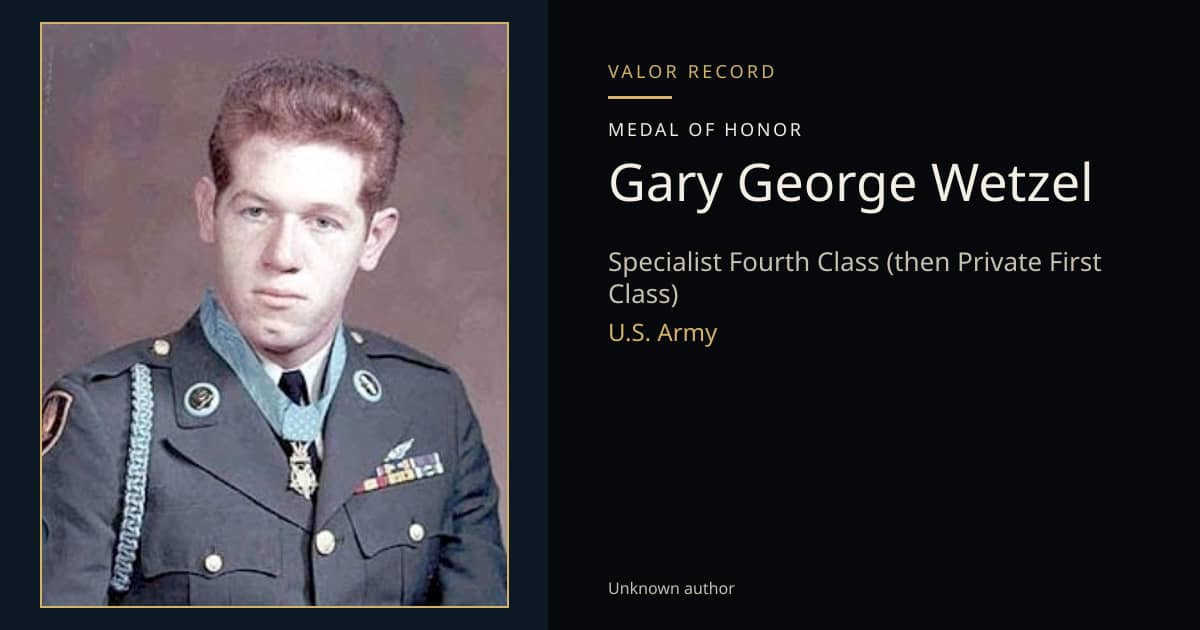 VALOR RECORD
MEDAL OF HONOR
Gary George Wetzel
Specialist Fourth Class (then Private First
Class)
U.S. Army
Unknown author